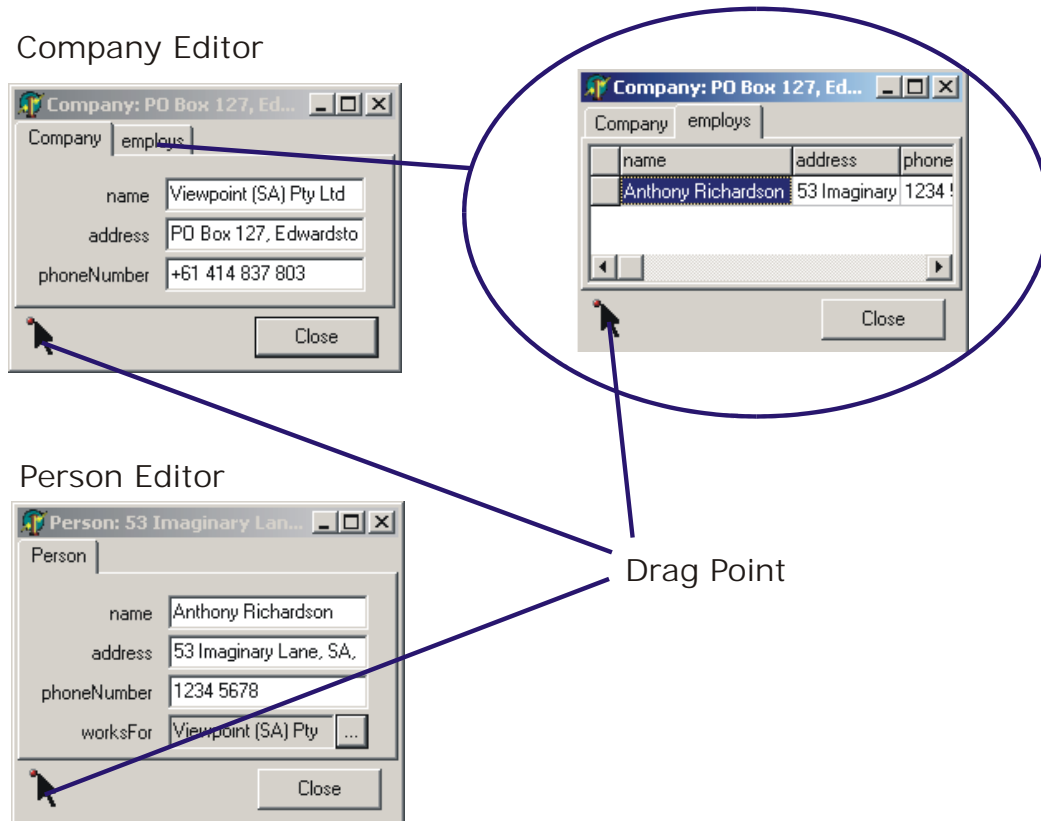 Company Editor
Company: PO Box 127, Ed...
Company employs
name Viewpoint (SA) Pty Ltd
address PO Box 127, Edwardsto
phoneNumber +61 414 837 803
Close
Company: PO Box 127, Ed...
Company employs
name address phone
Anthony Richardson 53 Imaginary 1234
Close
Person Editor
Person: 53 Imaginary Lan...
Person
name Anthony Richardson
address 53 Imaginary Lane, SA,
phoneNumber 1234 5678
worksFor Viewpoint (SA) Pty ...
Close
Drag Point